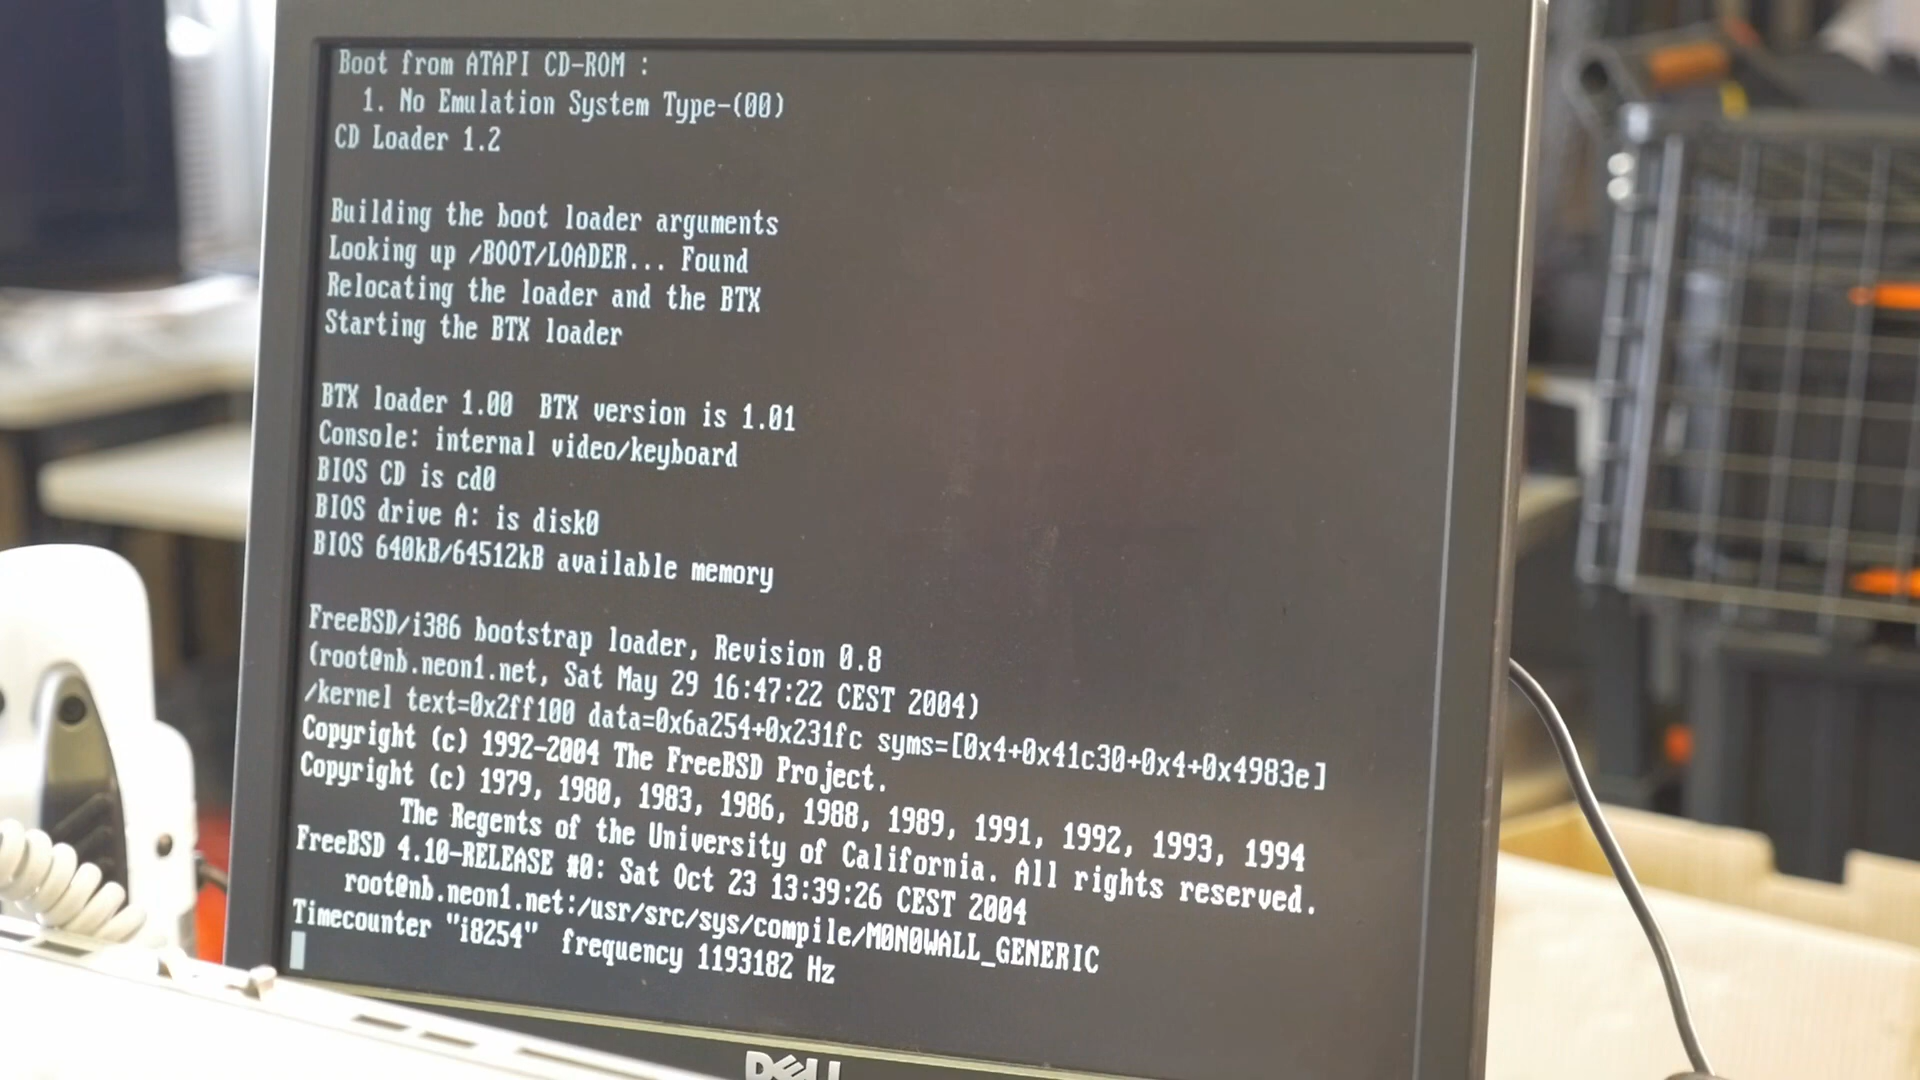 Boot from ATAPI CD-ROM :
1. No Emulation System Type-(00)
CD Loader 1.2
Building the boot loader arguments
Looking up /BOOT/LOADER... Found
Relocating the loader and the BTX
Starting the BTX loader
BTX loader 1.00 BTX version is 1.01
Console: internal video/keyboard
BIOS CD is cd0
BIOS drive A: is disk0
BIOS 640kB/64512kB available memory
FreeBSD/i386 bootstrap loader, Revision 0.8
(root@nb.neon1.net, Sat May 29 16:47:22 CEST 2004)
/kernel text=0x2ff100 data=0x6a254+0x231fc syms=[0x4+0x41c30+0x4+0x4983e]
Copyright (c) 1992-2004 The FreeBSD Project.
Copyright (c) 1979, 1980, 1983, 1986, 1988, 1989, 1991, 1992, 1993, 1994
The Regents of the University of California. All rights reserved.
FreeBSD 4.10-RELEASE #0: Sat Oct 23 13:39:26 CEST 2004
root@nb.neon1.net:/usr/src/sys/compile/M0N0WALL_GENERIC
Timecounter "i8254" frequency 1193182 Hz
DELL